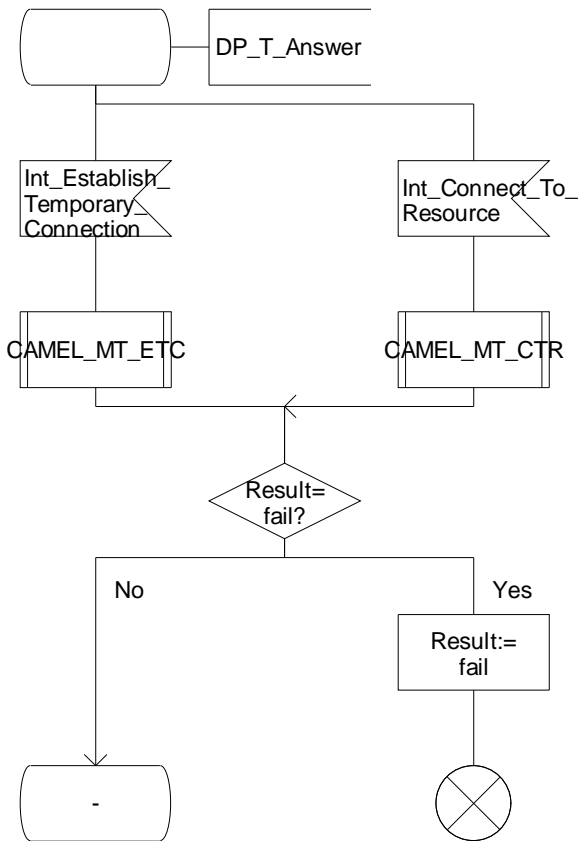 DP_T_Answer
Int_Establish_
Temporary_
Connection
Int_Connect_To_
Resource
CAMEL_MT_ETC
CAMEL_MT_CTR
Result=
fail?
No
Yes
Result:=
fail
-